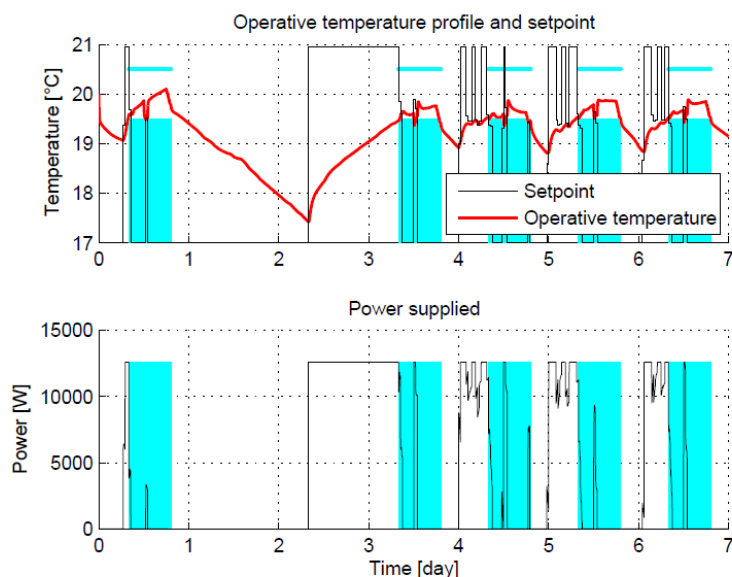 Operative temperature profile and setpoint
Temperature [°C]
21
20
19
18
17
0 1 2 3 4 5 6 7
Setpoint
Operative temperature
Power supplied
Power [W]
15000
10000
5000
0
0 1 2 3 4 5 6 7
Time [day]